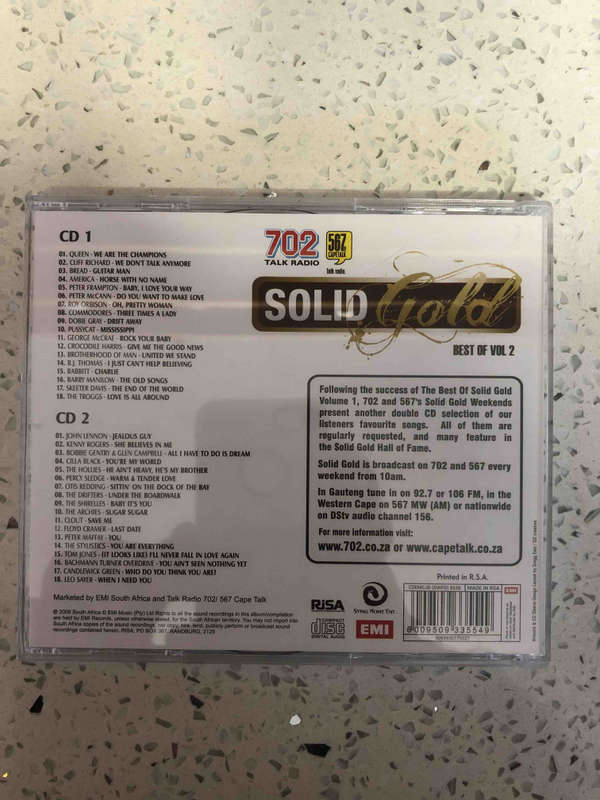 CD 1
01. QUEEN - WE ARE THE CHAMPIONS
02. CLIFF RICHARD - WE DON'T TALK ANYMORE
03. BREAD - GUITAR MAN
04. AMERICA - HORSE WITH NO NAME
05. PETER FRAMPTON - BABY, I LOVE YOUR WAY
06. PETER McCANN - DO YOU WANT TO MAKE LOVE
07. ROY ORBISON - OH, PRETTY WOMAN
08. COMMODORES - THREE TIMES A LADY
09. DOBIE GRAY - DRIFT AWAY
10. PUSSYCAT - MISSISSIPPI
11. GEORGE McCRAE - ROCK YOUR BABY
12. CROCODILE HARRIS - GIVE ME THE GOOD NEWS
13. BROTHERHOOD OF MAN - UNITED WE STAND
14. B.J. THOMAS - I JUST CAN'T HELP BELIEVING
15. RABBITT - CHARLIE
16. BARRY MANILOW - THE OLD SONGS
17. SKEETER DAVIS - THE END OF THE WORLD
18. THE TROGGS - LOVE IS ALL AROUND
CD 2
01. JOHN LENNON - JEALOUS GUY
02. KENNY ROGERS - SHE BELIEVES IN ME
03. BOBBIE GENTRY & GLEN CAMPBELL - ALL I HAVE TO DO IS DREAM
04. CILLA BLACK - YOU'RE MY WORLD
05. THE HOLLIES - HE AIN'T HEAVY, HE'S MY BROTHER
06. PERCY SLEDGE - WARM & TENDER LOVE
07. OTIS REDDING - SITTIN' ON THE DOCK OF THE BAY
08. THE DRIFTERS - UNDER THE BOARDWALK
09. THE SHIRELLES - BABY IT'S YOU
10. THE ARCHIES - SUGAR SUGAR
11. CLOUT - SAVE ME
12. FLOYD CRAMER - LAST DATE
13. PETER MAFFAY - YOU
14. THE STYLISTICS - YOU ARE EVERYTHING
15. TOM JONES - (IT LOOKS LIKE) I'LL NEVER FALL IN LOVE AGAIN
16. BACHMANN TURNER OVERDRIVE - YOU AIN'T SEEN NOTHING YET
17. CANDLEWICK GREEN - WHO DO YOU THINK YOU ARE?
18. LEO SAYER - WHEN I NEED YOU
Marketed by EMI South Africa and Talk Radio 702/ 567 Cape Talk
702
TALK RADIO
567
CAPETALK
talk radio
SOLID Gold
BEST OF VOL 2
Following the success of The Best Of Solid Gold
Volume 1, 702 and 567's Solid Gold Weekends
present another double CD selection of our
listeners favourite songs. All of them are
regularly requested, and many feature in
the Solid Gold Hall of Fame.
Solid Gold is broadcast on 702 and 567 every
weekend from 10am.
In Gauteng tune in on 92.7 or 106 FM, in the
Western Cape on 567 MW (AM) or nationwide
on DStv audio channel 156.
For more information visit:
www.702.co.za or www.capetalk.co.za
Printed in R.S.A.
MADE IN RSA
EMI
RiSA
COMPACT
disc
DIGITAL AUDIO
EMI
6009509 335549